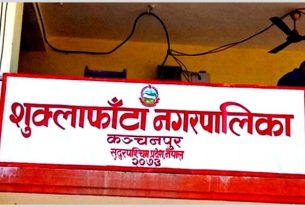 शुक्लाफाँटा नगरपालिका
कञ्चनपुर
सुदुरपश्चिम प्रदेश नेपाल
२०७३